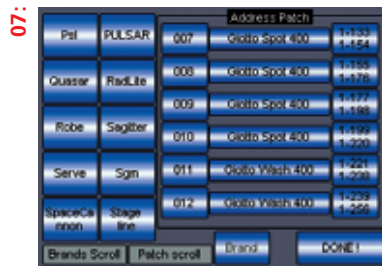 07:
Address Patch
Psl PULSAR
007 Giotto Spot 400 1-133 1-154
Quasar RadLite
008 Giotto Spot 400 1-155 1-176
009 Giotto Spot 400 1-177 1-198
Robe Sagitter
010 Giotto Spot 400 1-199 1-220
Serve Sgm
011 Giotto Wash 400 1-221 1-238
SpaceCa nnon Stage line
012 Giotto Wash 400 1-239 1-256
Brands Scroll Patch scroll Brand DONE!